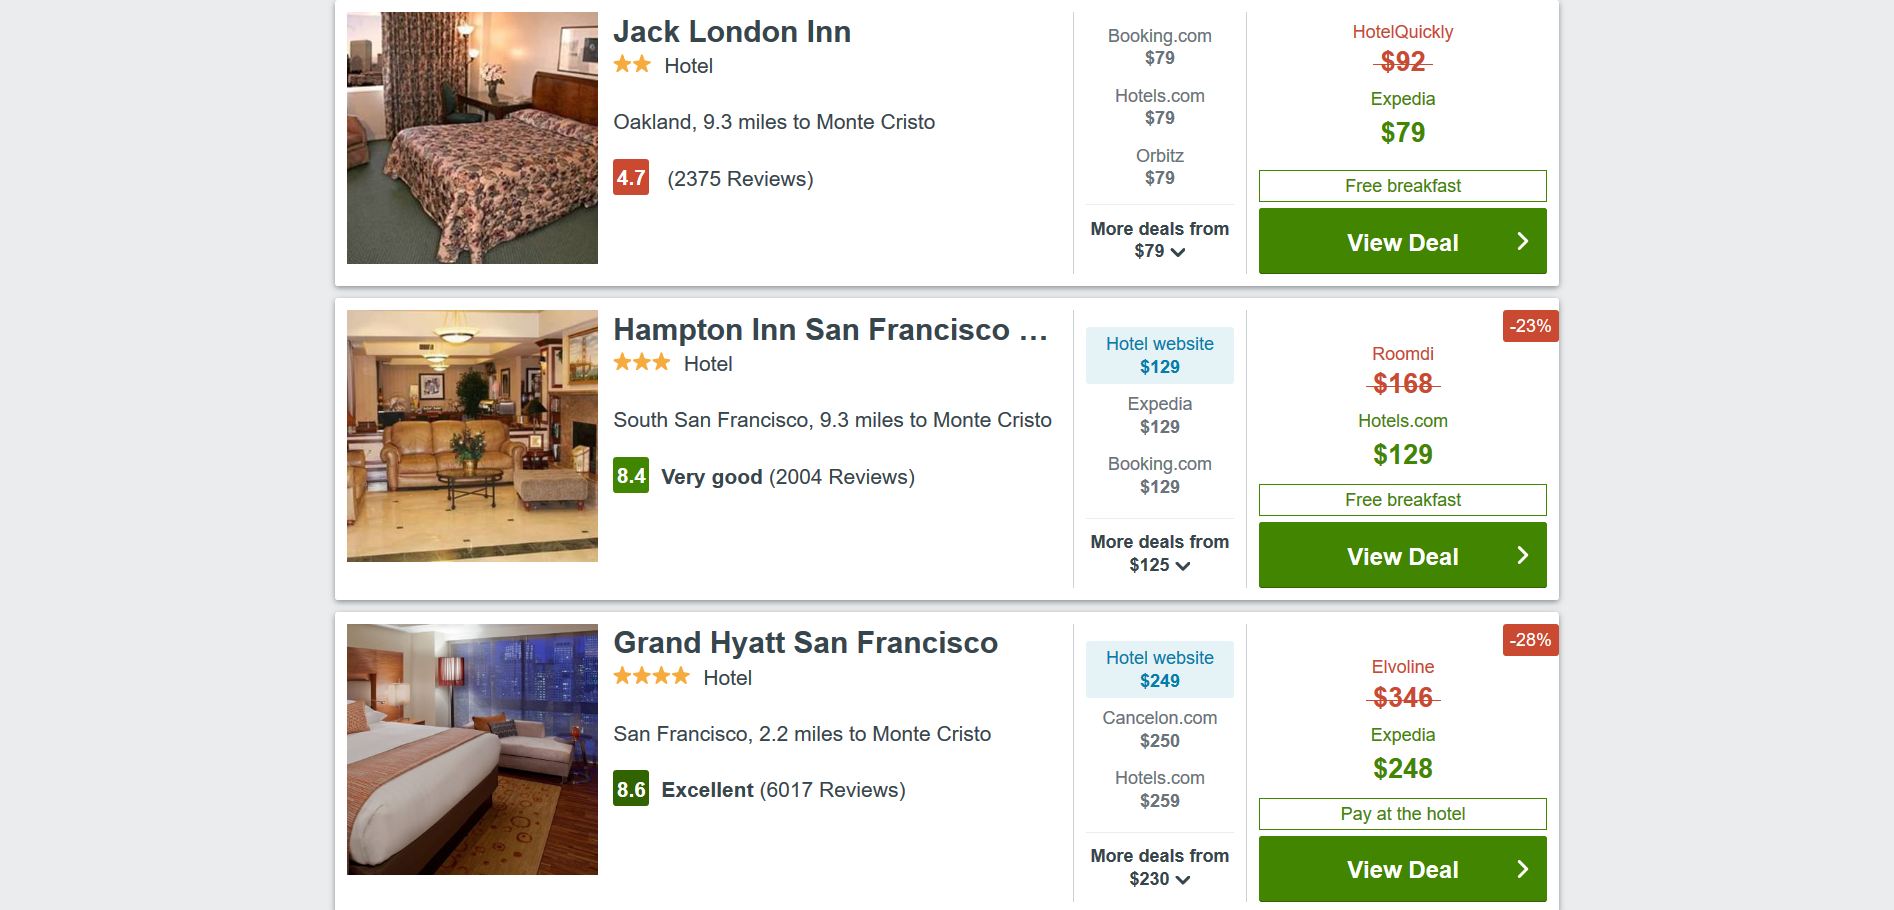 Jack London Inn
Hotel
Oakland, 9.3 miles to Monte Cristo
4.7 (2375 Reviews)
Booking.com
$79
Hotels.com
$79
Orbitz
$79
More deals from
$79
HotelQuickly
$92
Expedia
$79
Free breakfast
View Deal
Hampton Inn San Francisco ...
Hotel
South San Francisco, 9.3 miles to Monte Cristo
8.4 Very good (2004 Reviews)
Hotel website
$129
Expedia
$129
Booking.com
$129
More deals from
$125
-23%
Roomdi
$168
Hotels.com
$129
Free breakfast
View Deal
Grand Hyatt San Francisco
Hotel
San Francisco, 2.2 miles to Monte Cristo
8.6 Excellent (6017 Reviews)
Hotel website
$249
Cancelon.com
$250
Hotels.com
$259
More deals from
$230
-28%
Elvoline
$346
Expedia
$248
Pay at the hotel
View Deal